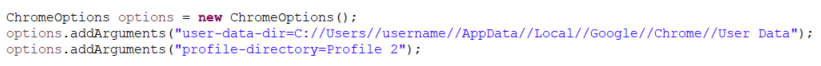 ChromeOptions options = new ChromeOptions();
options.addArguments("user-data-dir=C://Users//username//AppData//Local//Google//Chrome//User Data");
options.addArguments("profile-directory=Profile 2");